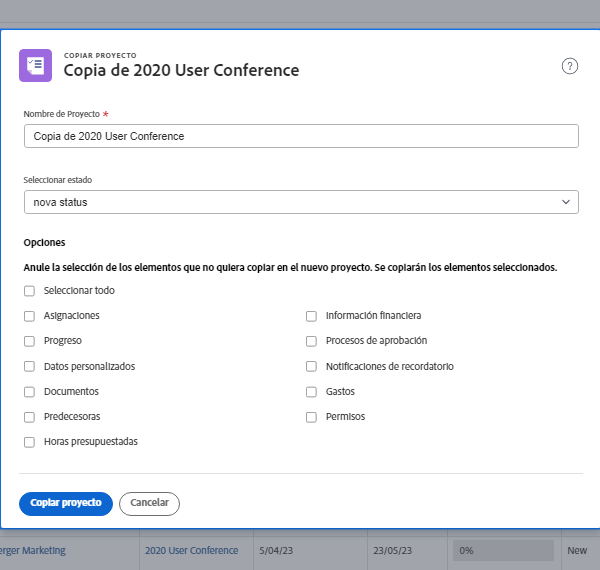 COPIAR PROYECTO
Copia de 2020 User Conference
?
Nombre de Proyecto *
Copia de 2020 User Conference
Seleccionar estado
nova status
Opciones
Anule la selección de los elementos que no quiera copiar en el nuevo proyecto. Se copiarán los elementos seleccionados.
Seleccionar todo
Asignaciones
Información financiera
Progreso
Procesos de aprobación
Datos personalizados
Notificaciones de recordatorio
Documentos
Gastos
Predecesoras
Permisos
Horas presupuestadas
Copiar proyecto Cancelar
erger Marketing 2020 User Conference 5/04/23 23/05/23 0% New